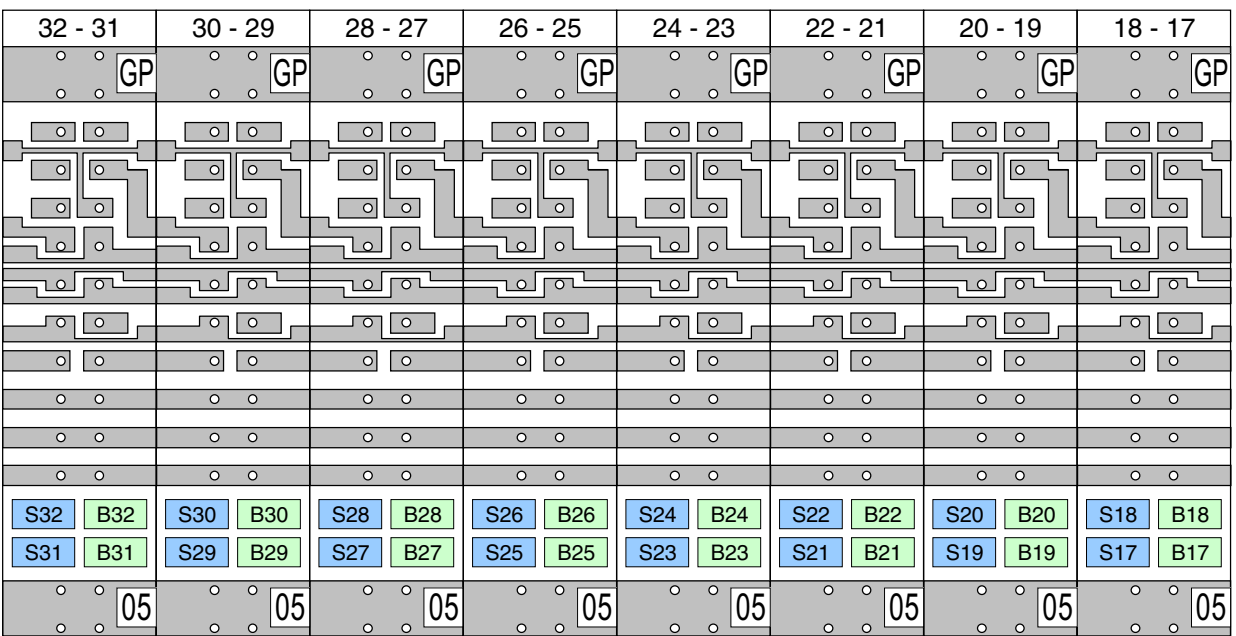 32 - 31 30 - 29 28 - 27 26 - 25 24 - 23 22 - 21 20 - 19 18 - 17
GP GP GP GP GP GP GP GP
S32 B32 S30 B30 S28 B28 S26 B26 S24 B24 S22 B22 S20 B20 S18 B18
S31 B31 S29 B29 S27 B27 S25 B25 S23 B23 S21 B21 S19 B19 S17 B17
05 05 05 05 05 05 05 05